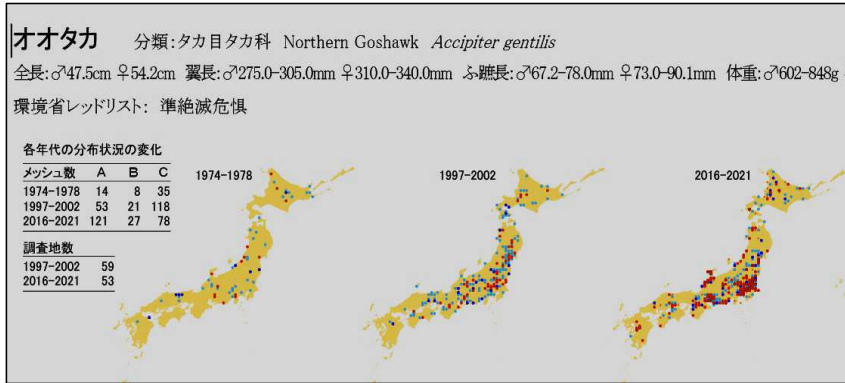 オオタカ 分類:タカ目タカ科 Northern Goshawk Accipiter gentilis
全長:♂47.5cm ♀54.2cm 翼長:♂275.0-305.0mm ♀310.0-340.0mm ふ蹠長:♂67.2-78.0mm ♀73.0-90.1mm 体重:♂602-848g
環境省レッドリスト: 準絶滅危惧
各年代の分布状況の変化
メッシュ数 A B C
1974-1978 14 8 35
1997-2002 53 21 118
2016-2021 121 27 78
調査地数
1997-2002 59
2016-2021 53
1974-1978
1997-2002
2016-2021